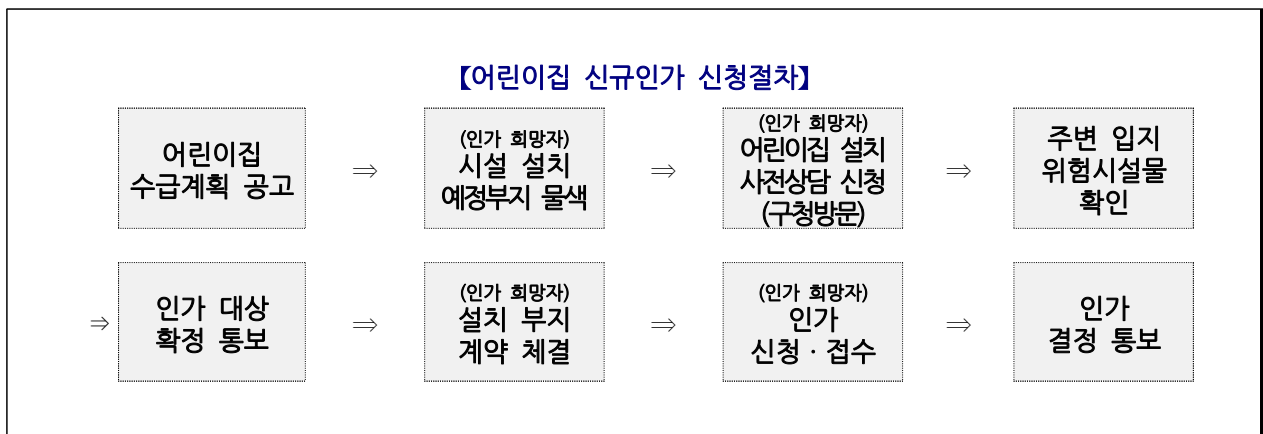 【어린이집 신규인가 신청절차】
어린이집
수급계획 공고
⇒
(인가 희망자)
시설 설치
예정부지 물색
⇒
(인가 희망자)
어린이집 설치
사전상담 신청
(구청방문)
⇒
주변 입지
위험시설물
확인
⇒
인가 대상
확정 통보
⇒
(인가 희망자)
설치 부지
계약 체결
⇒
(인가 희망자)
인가
신청 · 접수
⇒
인가
결정 통보